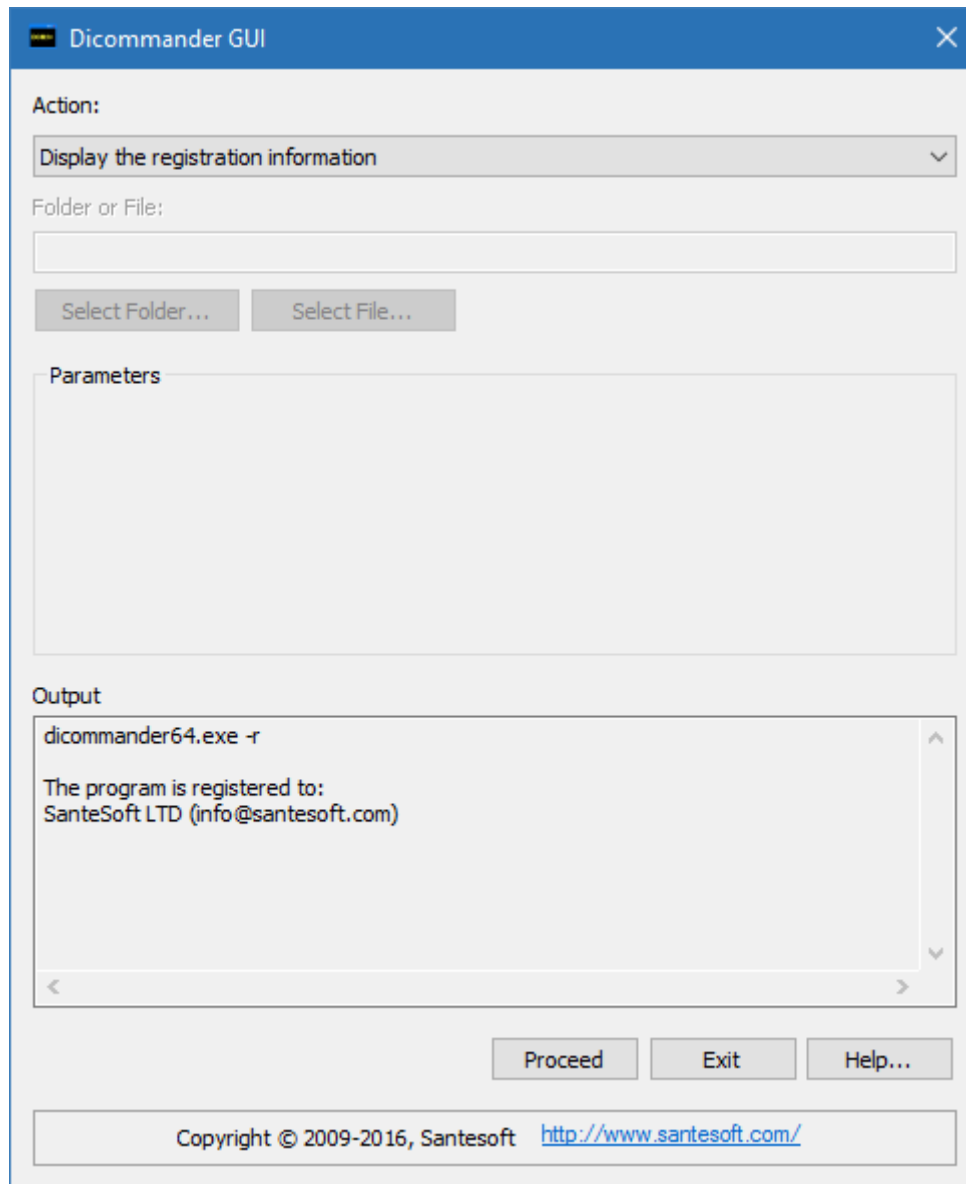 Dicommander GUI
Action:
Display the registration information
Folder or File:
Select Folder... Select File...
Parameters
Output
dicommander64.exe -r
The program is registered to:
SanteSoft LTD (info@santesoft.com)
Proceed Exit Help...
Copyright © 2009-2016, Santesoft http://www.santesoft.com/